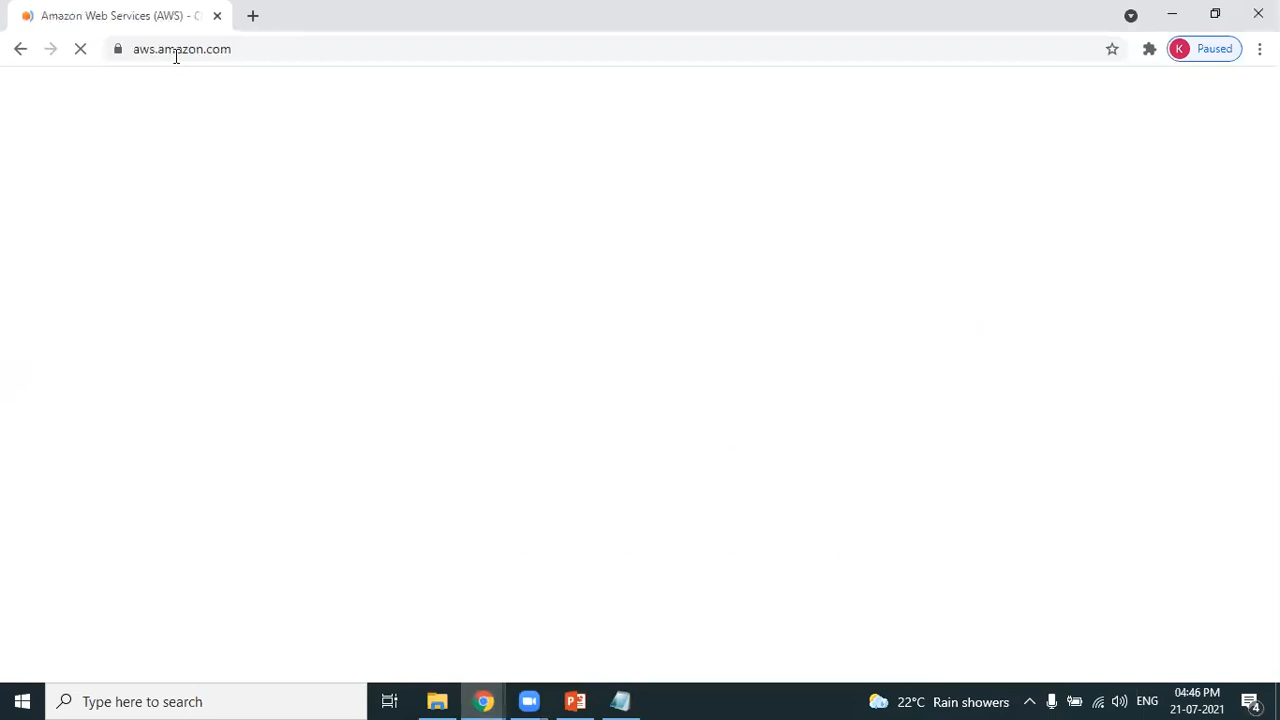 Amazon Web Services (AWS) - C
aws.amazon.com
K Paused
Type here to search
22°C Rain showers
ENG
04:46 PM
21-07-2021
4